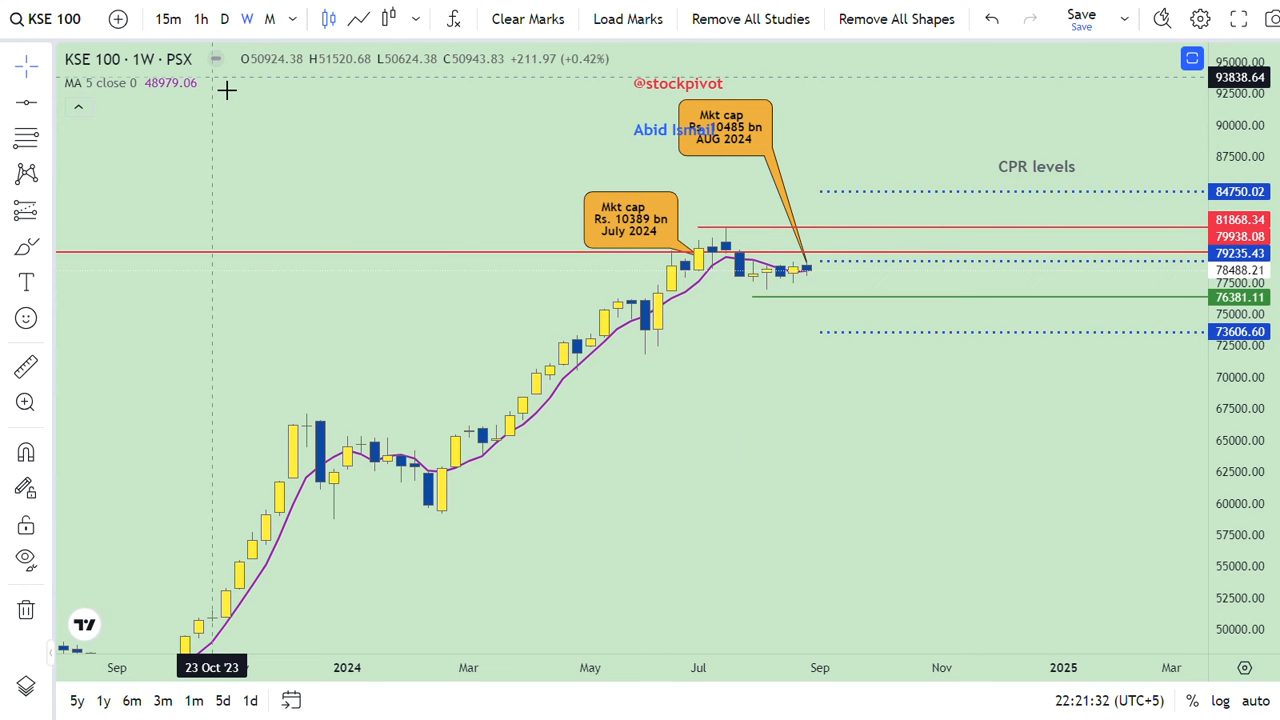 KSE 100
15m 1h D W M
Clear Marks
Load Marks
Remove All Studies
Remove All Shapes
Save
Save
KSE 100 · 1W · PSX
O50924.38 H51520.68 L50624.38 C50943.83 +211.97 (+0.42%)
MA 5 close 0 48979.06
@stockpivot
Abid Ismail
Mkt cap
Rs. 10485 bn
AUG 2024
Mkt cap
Rs. 10389 bn
July 2024
CPR levels
95000.00
93838.64
92500.00
90000.00
87500.00
84750.02
81868.34
79938.08
79235.43
78488.21
77500.00
76381.11
75000.00
73606.60
72500.00
70000.00
67500.00
65000.00
62500.00
60000.00
57500.00
55000.00
52500.00
50000.00
Sep
23 Oct '23
2024
Mar
May
Jul
Sep
Nov
2025
Mar
5y 1y 6m 3m 1m 5d 1d
22:21:32 (UTC+5)
% log auto